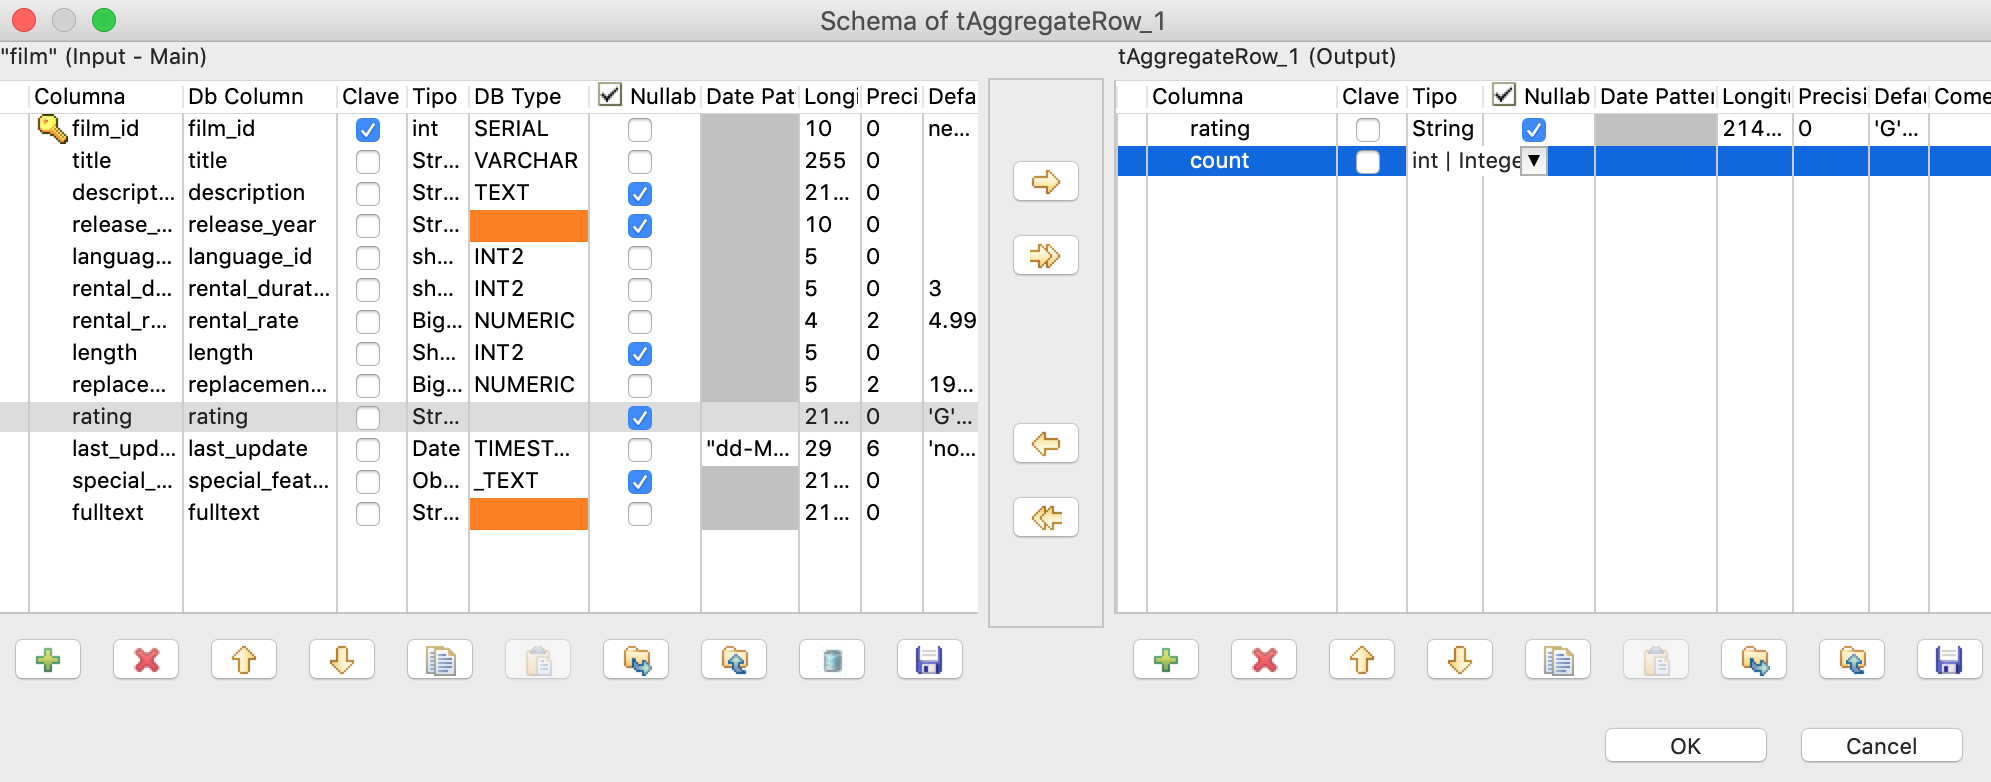 Schema of tAggregateRow_1
"film" (Input - Main)
Columna Db Column Clave Tipo DB Type Nullab Date Pat Longi Preci Defa
film_id film_id int SERIAL 10 0 ne...
title title Str... VARCHAR 255 0
descript... description Str... TEXT 21... 0
release_... release_year Str... 10 0
languag... language_id sh... INT2 5 0
rental_d... rental_durat... sh... INT2 5 0 3
rental_r... rental_rate Big... NUMERIC 4 2 4.99
length length Sh... INT2 5 0
replace... replacemen... Big... NUMERIC 5 2 19...
rating rating Str... 21... 0 'G'...
last_upd... last_update Date TIMEST... "dd-M... 29 6 'no...
special_... special_feat... Ob... _TEXT 21... 0
fulltext fulltext Str... 21... 0
tAggregateRow_1 (Output)
Columna Clave Tipo Nullab Date Patter Longitu Precisi Defau Come
rating String 214... 0 'G'...
count int | Intege
OK Cancel